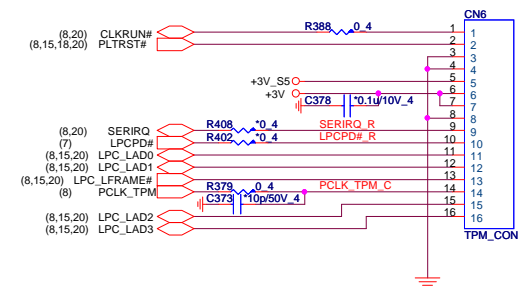 CN6
(8,20) CLKRUN# R388 0_4 1 1
(8,15,18,20) PLTRST# 2 2
3 3
4 4
+3V_S5 5 5
+3V 6 6
C378 *0.1u/10V_4 7 7
8 8
(8,20) SERIRQ R408 *0_4 SERIRQ_R 9 9
(7) LPCPD# R402 *0_4 LPCPD#_R 10 10
(8,15,20) LPC_LAD0 11 11
(8,15,20) LPC_LAD1 12 12
(8,15,20) LPC_LFRAME# 13 13
(8) PCLK_TPM R379 0_4 PCLK_TPM_C 14 14
C373 *10p/50V_4 15 15
(8,15,20) LPC_LAD2 16 16
(8,15,20) LPC_LAD3
TPM_CON